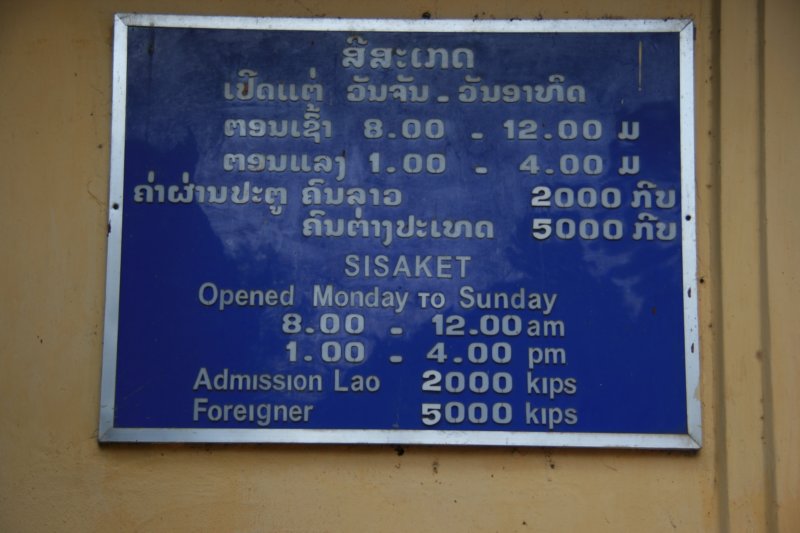 ສີສະເກດ
ເປີດແຕ່ ວັນຈັນ - ວັນອາທິດ
ຕອນເຊົ້າ 8.00 - 12.00 ມ
ຕອນແລງ 1.00 - 4.00 ມ
ຄ່າຜ່ານປະຕູ ຄົນລາວ 2000 ກີບ
ຄົນຕ່າງປະເທດ 5000 ກີບ
SISAKET
Opened Monday TO Sunday
8.00 - 12.00 am
1.00 - 4.00 pm
Admission Lao 2000 kips
Foreigner 5000 kips